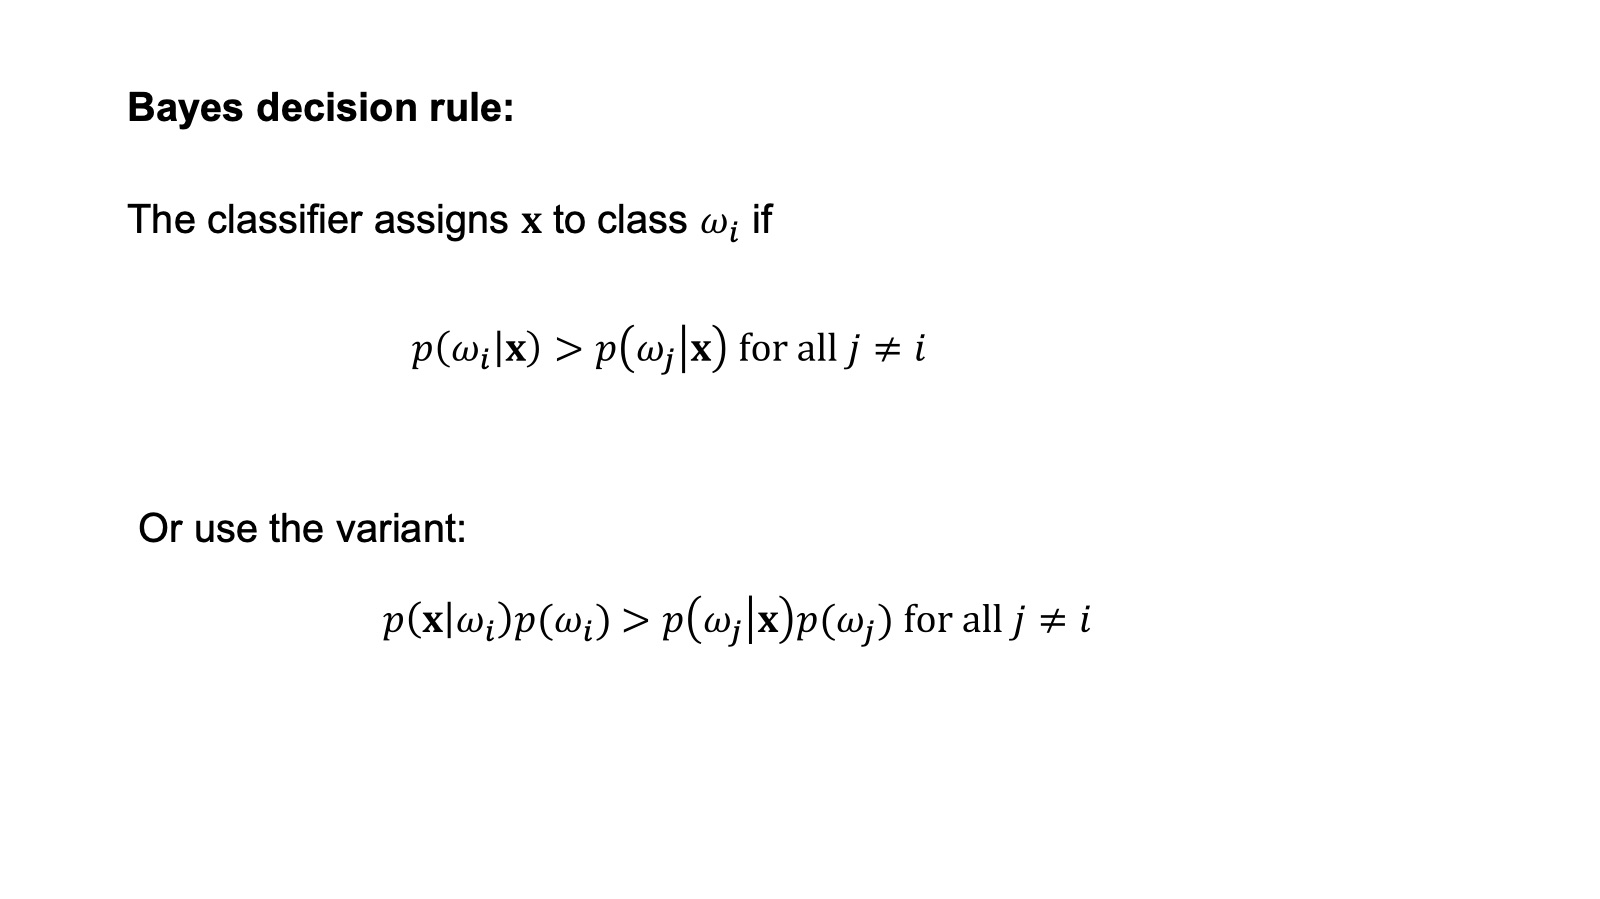 Bayes decision rule:
The classifier assigns 𝐱 to class 𝜔ᵢ if
𝑝(𝜔ᵢ|𝐱) > 𝑝(𝜔ⱼ|𝐱) for all 𝑗 ≠ 𝑖
Or use the variant:
𝑝(𝐱|𝜔ᵢ)𝑝(𝜔ᵢ) > 𝑝(𝜔ⱼ|𝐱)𝑝(𝜔ⱼ) for all 𝑗 ≠ 𝑖